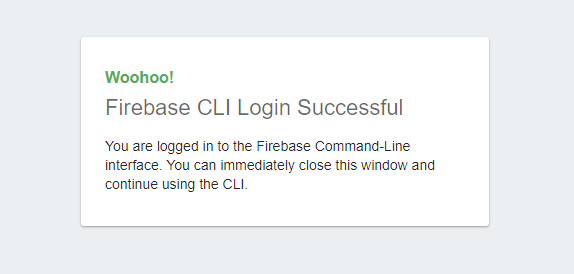 Woohoo!
Firebase CLI Login Successful
You are logged in to the Firebase Command-Line
interface. You can immediately close this window and
continue using the CLI.